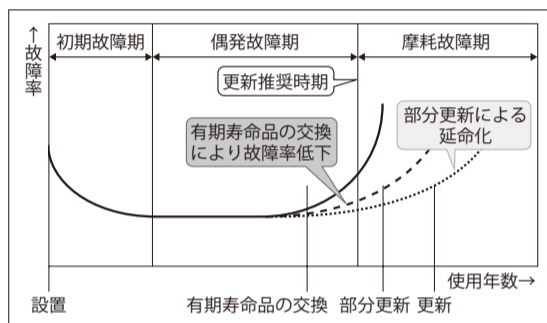 ↑故障率
初期故障期
偶発故障期
摩耗故障期
更新推奨時期
有期寿命品の交換
により故障率低下
部分更新による
延命化
使用年数→
設置
有期寿命品の交換
部分更新
更新